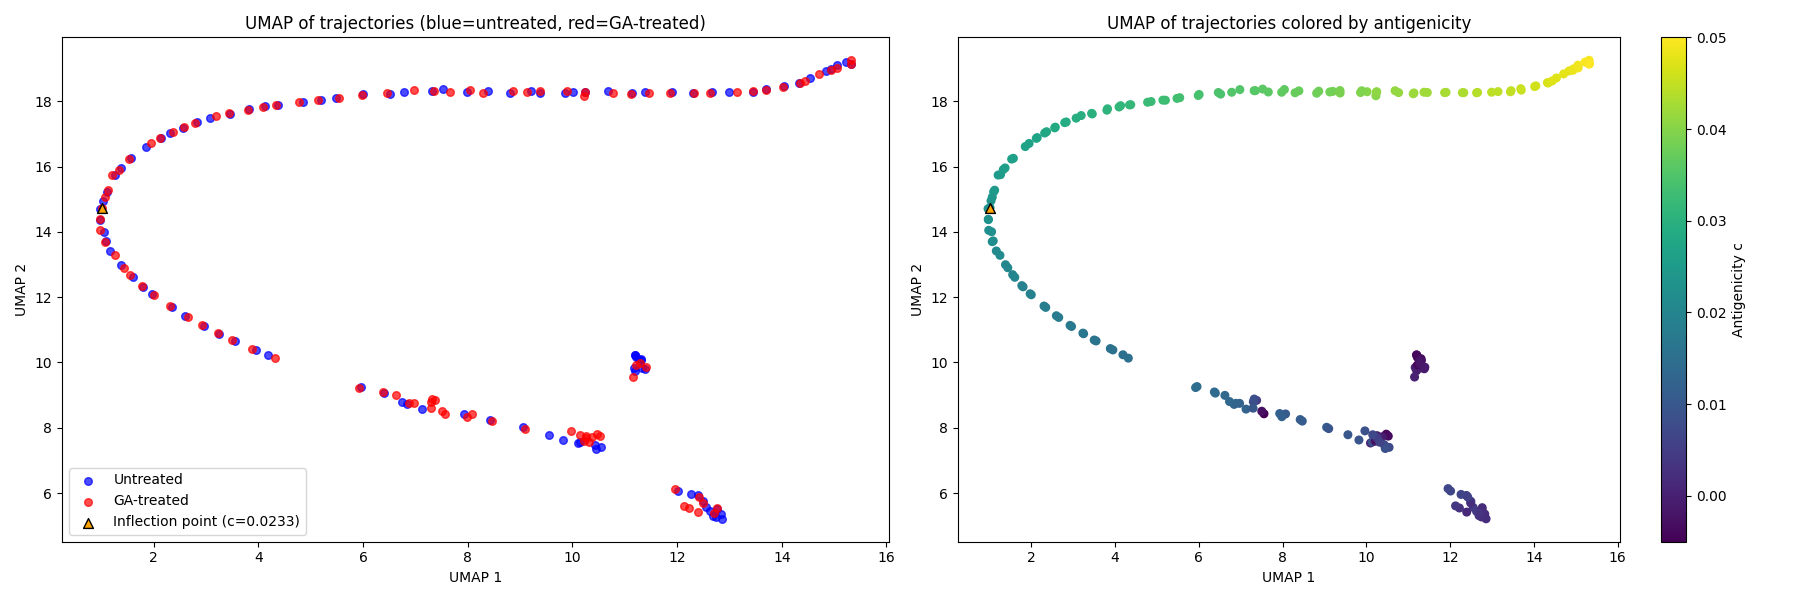 UMAP of trajectories (blue=untreated, red=GA-treated)
UMAP 2
18
16
14
12
10
8
6
Untreated
GA-treated
Inflection point (c=0.0233)
2 4 6 8 10 12 14 16
UMAP 1
UMAP of trajectories colored by antigenicity
UMAP 2
18
16
14
12
10
8
6
2 4 6 8 10 12 14 16
UMAP 1
0.05
0.04
0.03
0.02
0.01
0.00
Antigenicity c